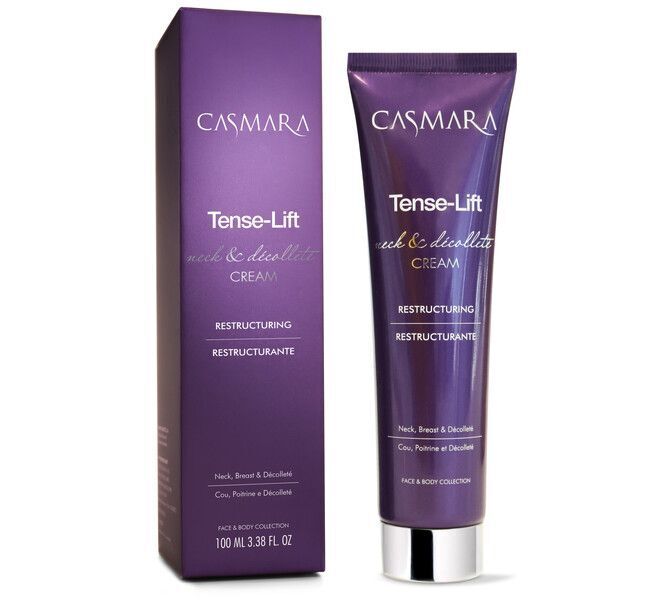 CASMARA
Tense-Lift
neck & décolleté
CREAM
RESTRUCTURING
RESTRUCTURANTE
Neck, Breast & Décolleté
Cou, Poitrine e Décolleté
FACE & BODY COLLECTION
100 ML 3.38 FL. OZ
CASMARA
Tense-Lift
neck & décolleté
CREAM
RESTRUCTURING
RESTRUCTURANTE
Neck, Breast & Décolleté
Cou, Poitrine et Décolleté
FACE & BODY COLLECTION